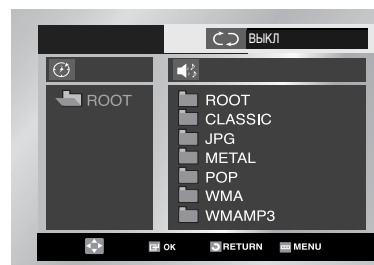 ВЫКЛ
ROOT
ROOT
CLASSIC
JPG
METAL
POP
WMA
WMAMP3
OK RETURN MENU